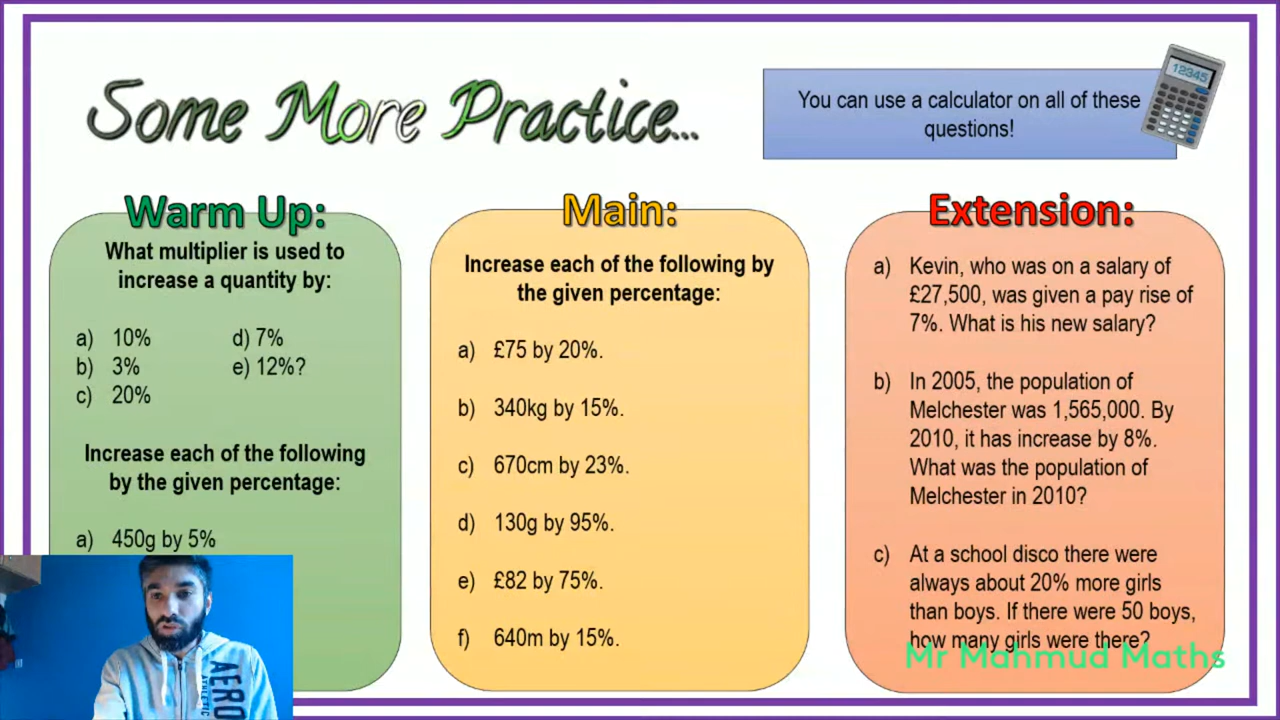 Some More Practice...
You can use a calculator on all of these
questions!
12345
Warm Up:
What multiplier is used to
increase a quantity by:
a) 10%
b) 3%
c) 20%
d) 7%
e) 12%?
Increase each of the following
by the given percentage:
a) 450g by 5%
Main:
Increase each of the following by
the given percentage:
a) £75 by 20%.
b) 340kg by 15%.
c) 670cm by 23%.
d) 130g by 95%.
e) £82 by 75%.
f) 640m by 15%.
Extension:
a) Kevin, who was on a salary of
£27,500, was given a pay rise of
7%. What is his new salary?
b) In 2005, the population of
Melchester was 1,565,000. By
2010, it has increase by 8%.
What was the population of
Melchester in 2010?
c) At a school disco there were
always about 20% more girls
than boys. If there were 50 boys,
how many girls were there?
Mr Mahmud Maths
AERO